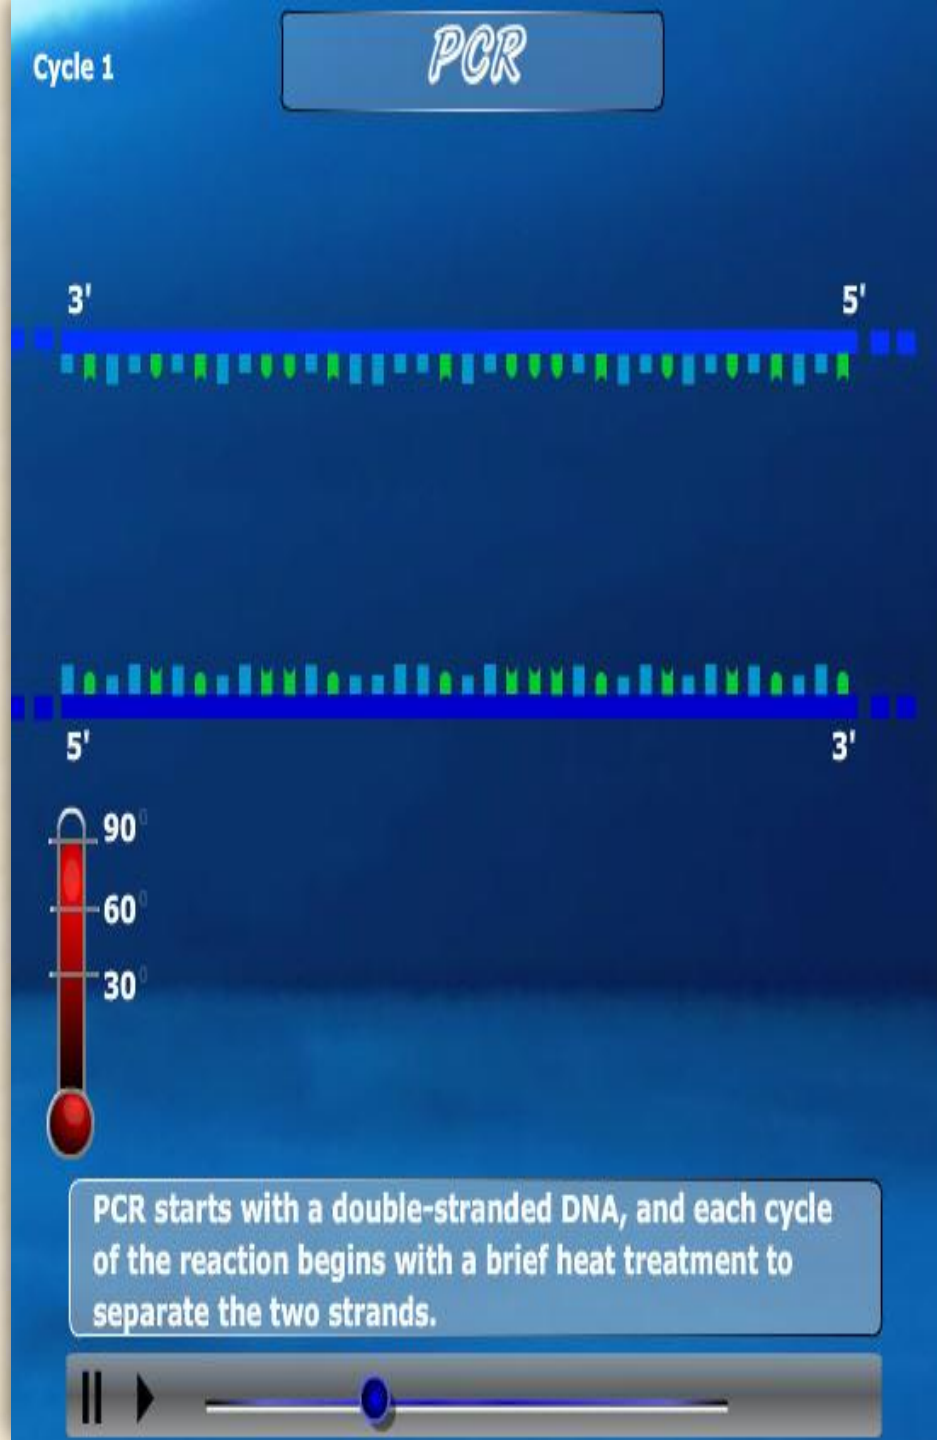 Cycle 1
PCR
3' 5'
5' 3'
90°
60°
30°
PCR starts with a double-stranded DNA, and each cycle
of the reaction begins with a brief heat treatment to
separate the two strands.